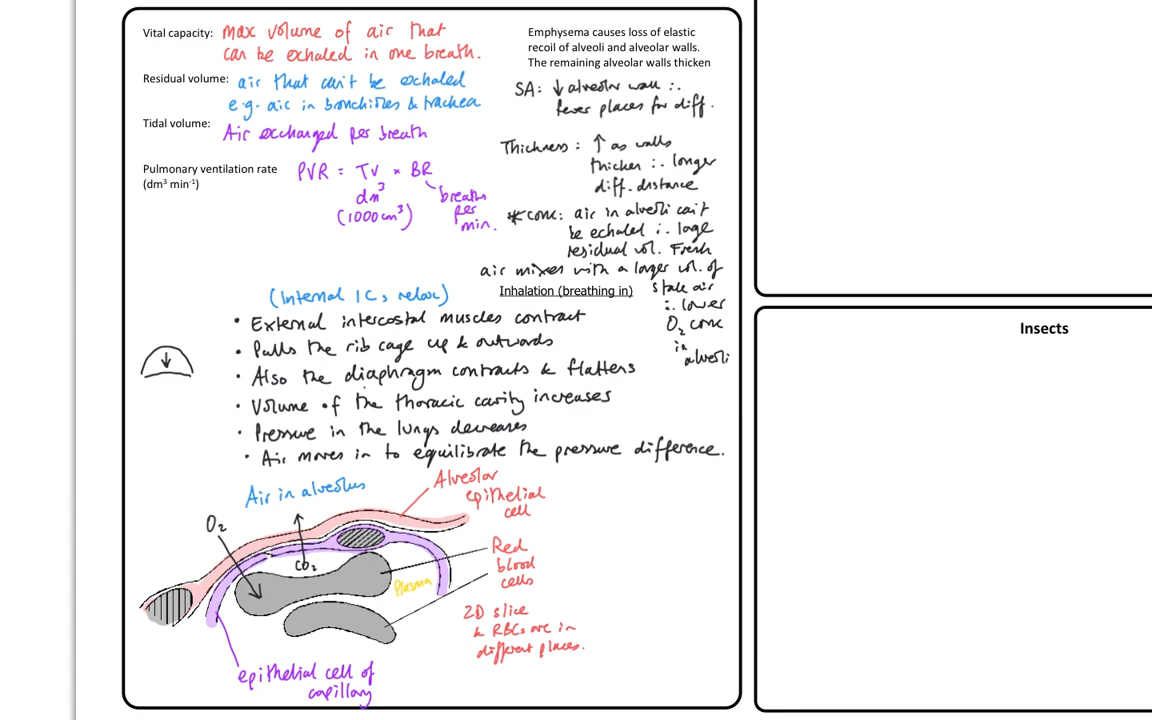 Vital capacity: max volume of air that
can be exhaled in one breath.
Residual volume: air that can't be exhaled
e.g. air in bronchioles & trachea
Tidal volume: Air exchanged per breath
Pulmonary ventilation rate
(dm³ min⁻¹)
PVR = TV × BR
dm³
(1000cm³)
breaths
per
min.
Emphysema causes loss of elastic
recoil of alveoli and alveolar walls.
The remaining alveolar walls thicken
SA: ↓ alveolar wall ∴
fewer places for diff.
Thickness: ↑ as walls
thicker ∴ longer
diff. distance
*conc: air in alveoli can't
be exhaled ∴ large
residual vol. Fresh
air mixes with a larger vol. of
stale air
∴ lower
O₂ conc
in
alveoli
Inhalation (breathing in)
(Internal ICs relax)
• External intercostal muscles contract
• Pulls the rib cage up & outwards
• Also the diaphragm contracts & flattens
• Volume of the thoracic cavity increases
• Pressure in the lungs decreases
• Air moves in to equilibrate the pressure difference.
Air in alveolus
Alveolar
epithelial
cell
O₂
CO₂
Plasma
Red
blood
cells
2D slice
& RBCs are in
different places.
epithelial cell of
capillary
Insects